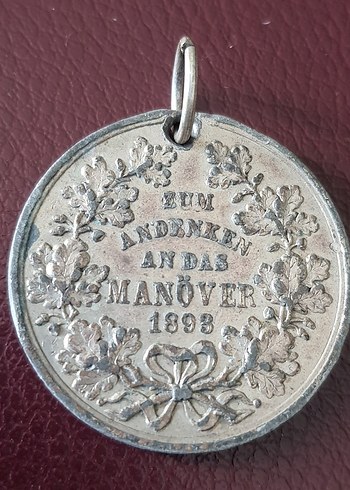 ZUM
ANDENKEN
AN DAS
MANÖVER
1893